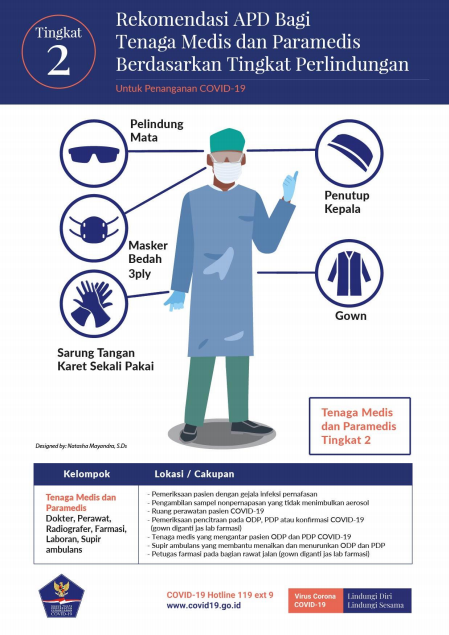 Tingkat
2
Rekomendasi APD Bagi
Tenaga Medis dan Paramedis
Berdasarkan Tingkat Perlindungan
Untuk Penanganan COVID-19
Pelindung
Mata
Penutup
Kepala
Masker
Bedah
3ply
Gown
Sarung Tangan
Karet Sekali Pakai
Tenaga Medis
dan Paramedis
Tingkat 2
Designed by: Natasha Mayandra, S.Ds
Kelompok
Lokasi / Cakupan
Tenaga Medis dan
Paramedis
Dokter, Perawat,
Radiografer, Farmasi,
Laboran, Supir
ambulans
- Pemeriksaan pasien dengan gejala infeksi pernafasan
- Pengambilan sampel nonpernapasan yang tidak menimbulkan aerosol
- Ruang perawatan pasien COVID-19
- Pemeriksaan pencitraan pada ODP, PDP atau konfirmasi COVID-19
(gown diganti jas lab farmasi)
- Tenaga medis yang mengantar pasien ODP dan PDP COVID-19
- Supir ambulans yang membantu menaikan dan menurunkan ODP dan PDP
- Petugas farmasi pada bagian rawat jalan (gown diganti jas lab farmasi)
COVID-19 Hotline 119 ext 9
www.covid19.go.id
Virus Corona
COVID-19
Lindungi Diri
Lindungi Sesama